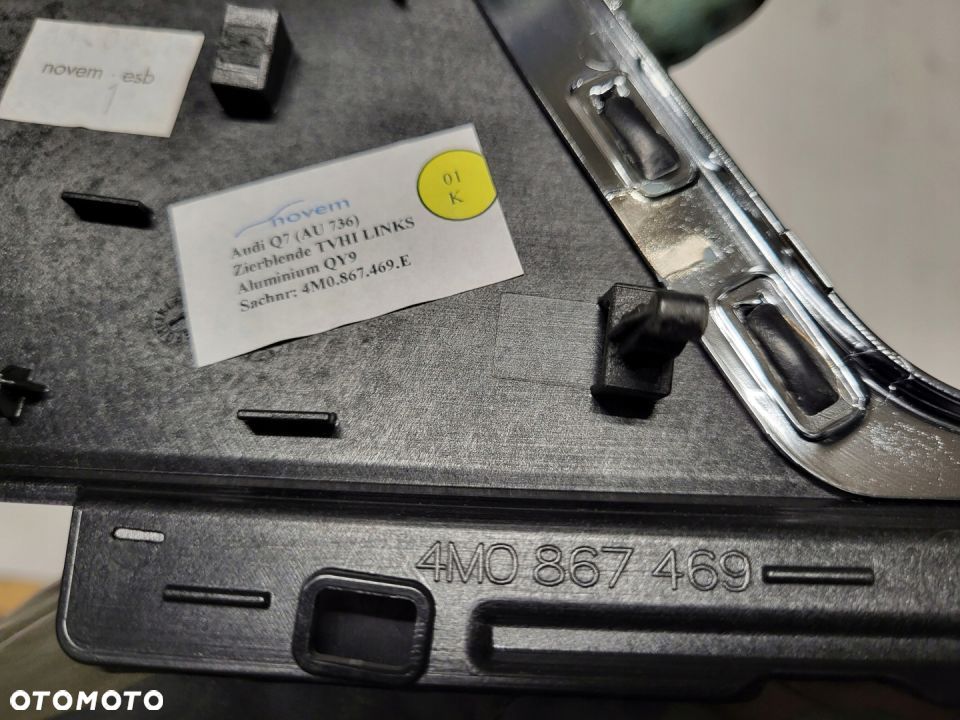 novem esb
1
01
K
novem
Audi Q7 (AU 736)
Zierblende TVHI LINKS
Aluminium QY9
Sachnr: 4M0.867.469.E
4M0 867 469
OTOMOTO